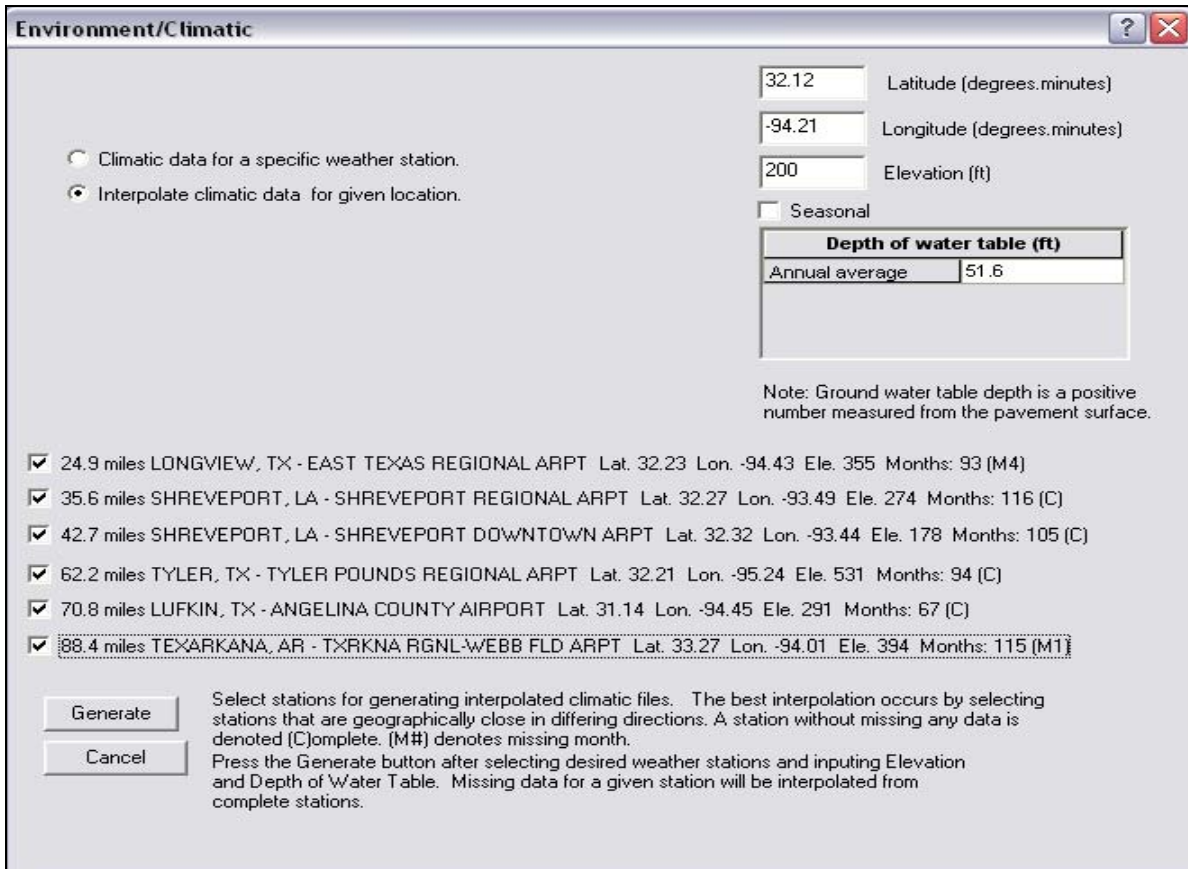 Environment/Climatic
?
32.12 Latitude (degrees.minutes)
-94.21 Longitude (degrees.minutes)
Climatic data for a specific weather station.
Interpolate climatic data for given location.
200 Elevation (ft)
Seasonal
Depth of water table (ft)
Annual average 51.6
Note: Ground water table depth is a positive
number measured from the pavement surface.
24.9 miles LONGVIEW, TX - EAST TEXAS REGIONAL ARPT Lat. 32.23 Lon. -94.43 Ele. 355 Months: 93 (M4)
35.6 miles SHREVEPORT, LA - SHREVEPORT REGIONAL ARPT Lat. 32.27 Lon. -93.49 Ele. 274 Months: 116 (C)
42.7 miles SHREVEPORT, LA - SHREVEPORT DOWNTOWN ARPT Lat. 32.32 Lon. -93.44 Ele. 178 Months: 105 (C)
62.2 miles TYLER, TX - TYLER POUNDS REGIONAL ARPT Lat. 32.21 Lon. -95.24 Ele. 531 Months: 94 (C)
70.8 miles LUFKIN, TX - ANGELINA COUNTY AIRPORT Lat. 31.14 Lon. -94.45 Ele. 291 Months: 67 (C)
88.4 miles TEXARKANA, AR - TXRKNA RGNL-WEBB FLD ARPT Lat. 33.27 Lon. -94.01 Ele. 394 Months: 115 (M1)
Generate
Cancel
Select stations for generating interpolated climatic files. The best interpolation occurs by selecting
stations that are geographically close in differing directions. A station without missing any data is
denoted (C)omplete. (M#) denotes missing month.
Press the Generate button after selecting desired weather stations and inputing Elevation
and Depth of Water Table. Missing data for a given station will be interpolated from
complete stations.